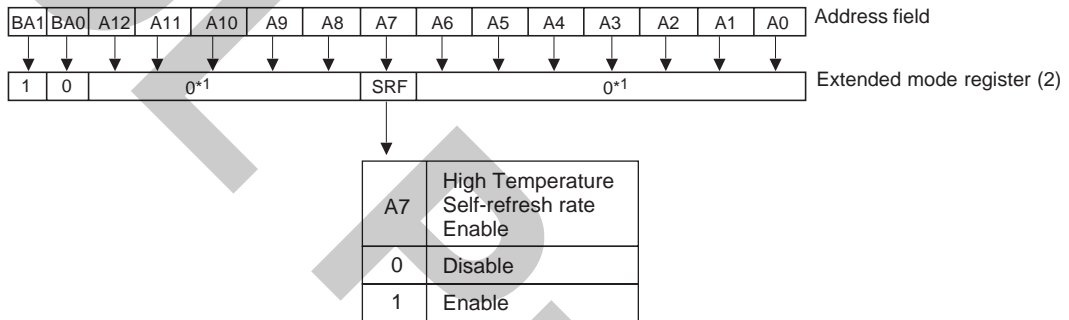 BA1 BA0 A12 A11 A10 A9 A8 A7 A6 A5 A4 A3 A2 A1 A0 Address field
1 0 0*1 SRF 0*1 Extended mode register (2)
A7 High Temperature
Self-refresh rate
Enable
0 Disable
1 Enable